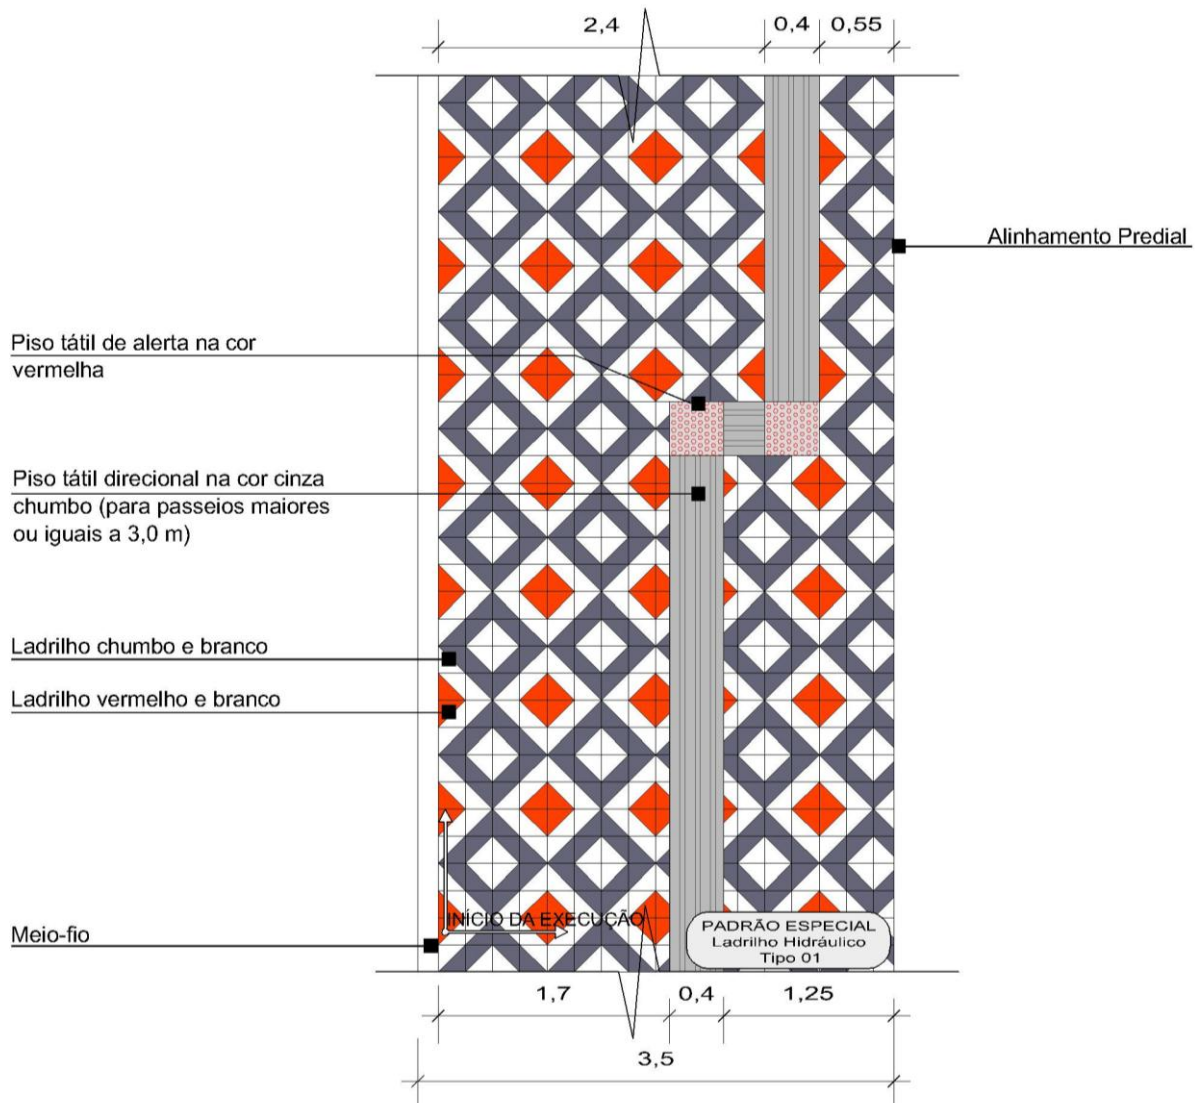 2,4
0,4
0,55
Alinhamento Predial
Piso tátil de alerta na cor
vermelha
Piso tátil direcional na cor cinza
chumbo (para passeios maiores
ou iguais a 3,0 m)
Ladrilho chumbo e branco
Ladrilho vermelho e branco
Meio-fio
INÍCIO DA EXECUÇÃO
PADRÃO ESPECIAL
Ladrilho Hidráulico
Tipo 01
1,7
0,4
1,25
3,5